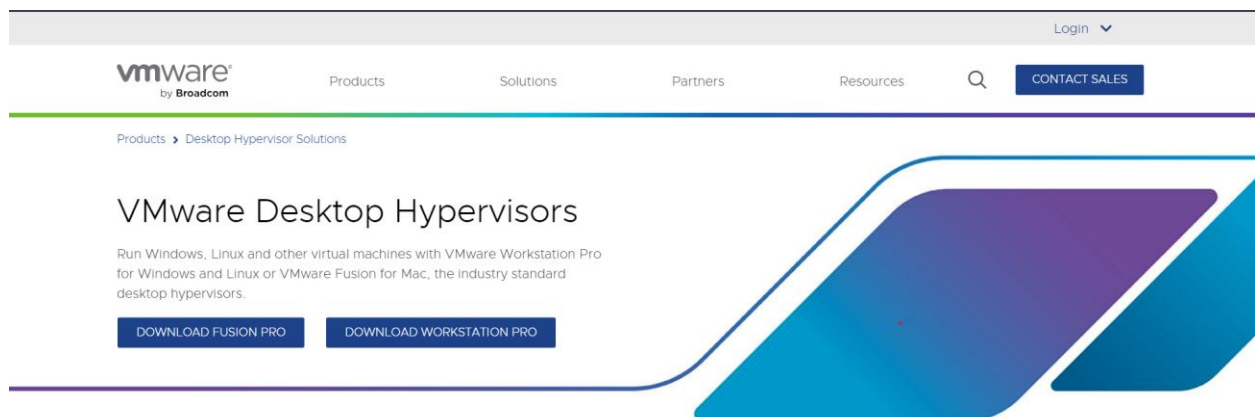 Login
vmware®
by Broadcom
Products
Solutions
Partners
Resources
CONTACT SALES
Products > Desktop Hypervisor Solutions
VMware Desktop Hypervisors
Run Windows, Linux and other virtual machines with VMware Workstation Pro
for Windows and Linux or VMware Fusion for Mac, the industry standard
desktop hypervisors.
DOWNLOAD FUSION PRO
DOWNLOAD WORKSTATION PRO